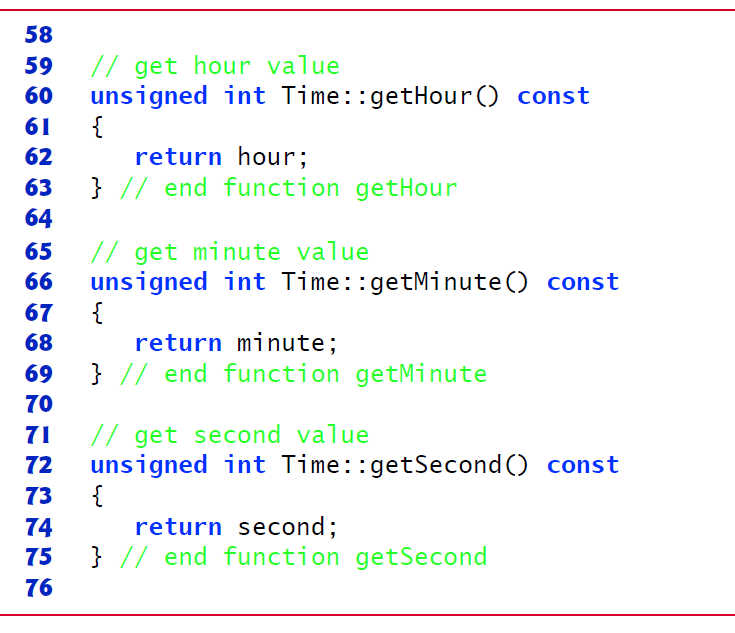 58
59 // get hour value
60 unsigned int Time::getHour() const
61 {
62    return hour;
63 } // end function getHour
64
65 // get minute value
66 unsigned int Time::getMinute() const
67 {
68    return minute;
69 } // end function getMinute
70
71 // get second value
72 unsigned int Time::getSecond() const
73 {
74    return second;
75 } // end function getSecond
76